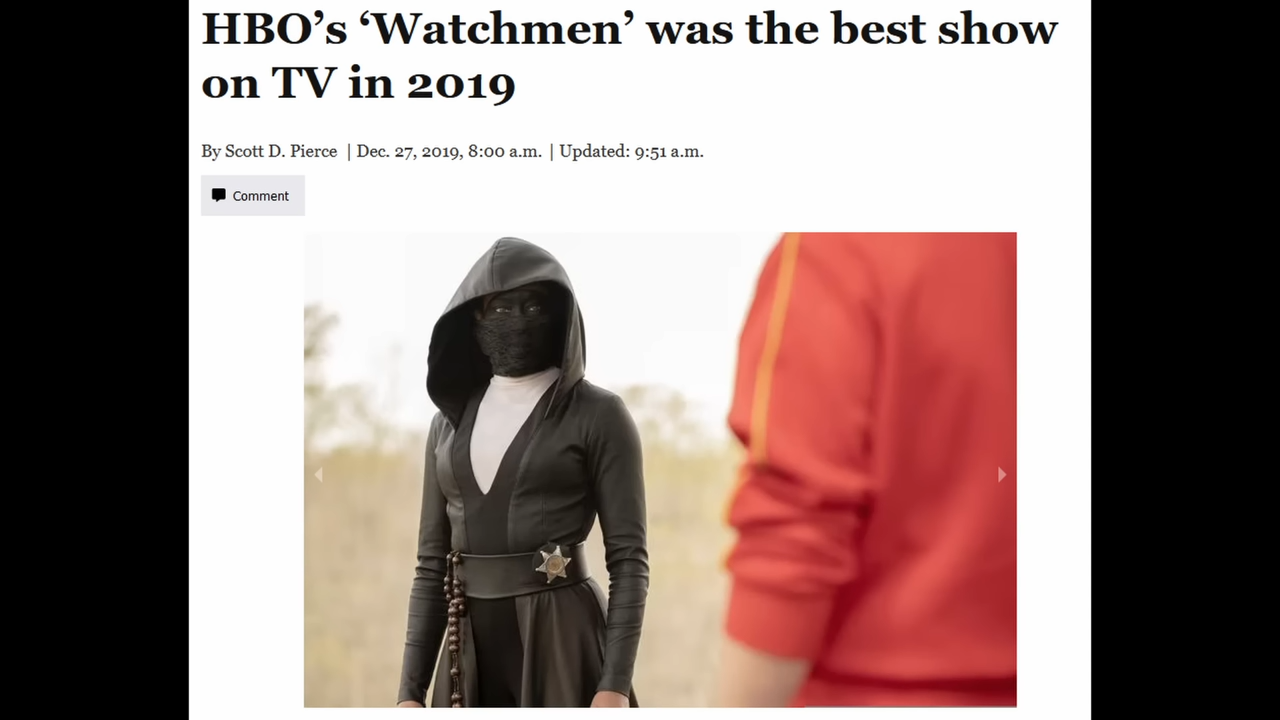 HBO’s ‘Watchmen’ was the best show
on TV in 2019
By Scott D. Pierce | Dec. 27, 2019, 8:00 a.m. | Updated: 9:51 a.m.
Comment